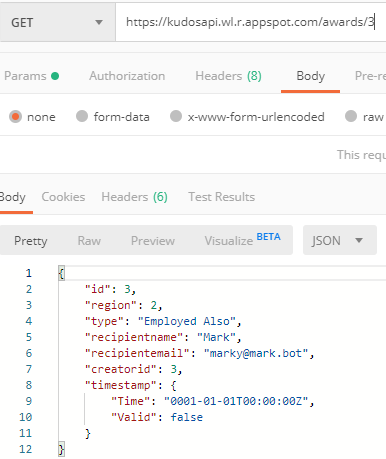 GET https://kudosapi.wl.r.appspot.com/awards/3
Params Authorization Headers (8) Body Pre-re
none form-data x-www-form-urlencoded raw
This requ
Body Cookies Headers (6) Test Results
Pretty Raw Preview Visualize BETA JSON
1 {
2 "id": 3,
3 "region": 2,
4 "type": "Employed Also",
5 "recipientname": "Mark",
6 "recipientemail": "marky@mark.bot",
7 "creatorid": 3,
8 "timestamp": {
9 "Time": "0001-01-01T00:00:00Z",
10 "Valid": false
11 }
12 }